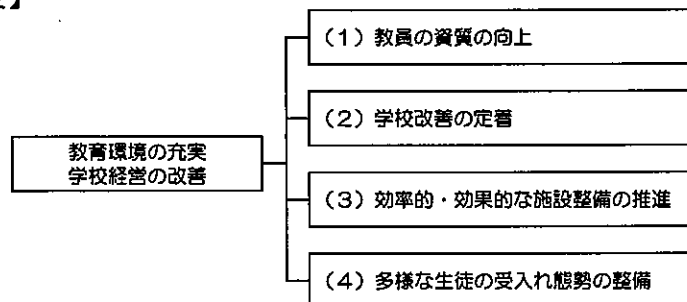 】
教育環境の充実
学校経営の改善
（1）教員の資質の向上
（2）学校改善の定着
（3）効率的・効果的な施設整備の推進
（4）多様な生徒の受入れ態勢の整備